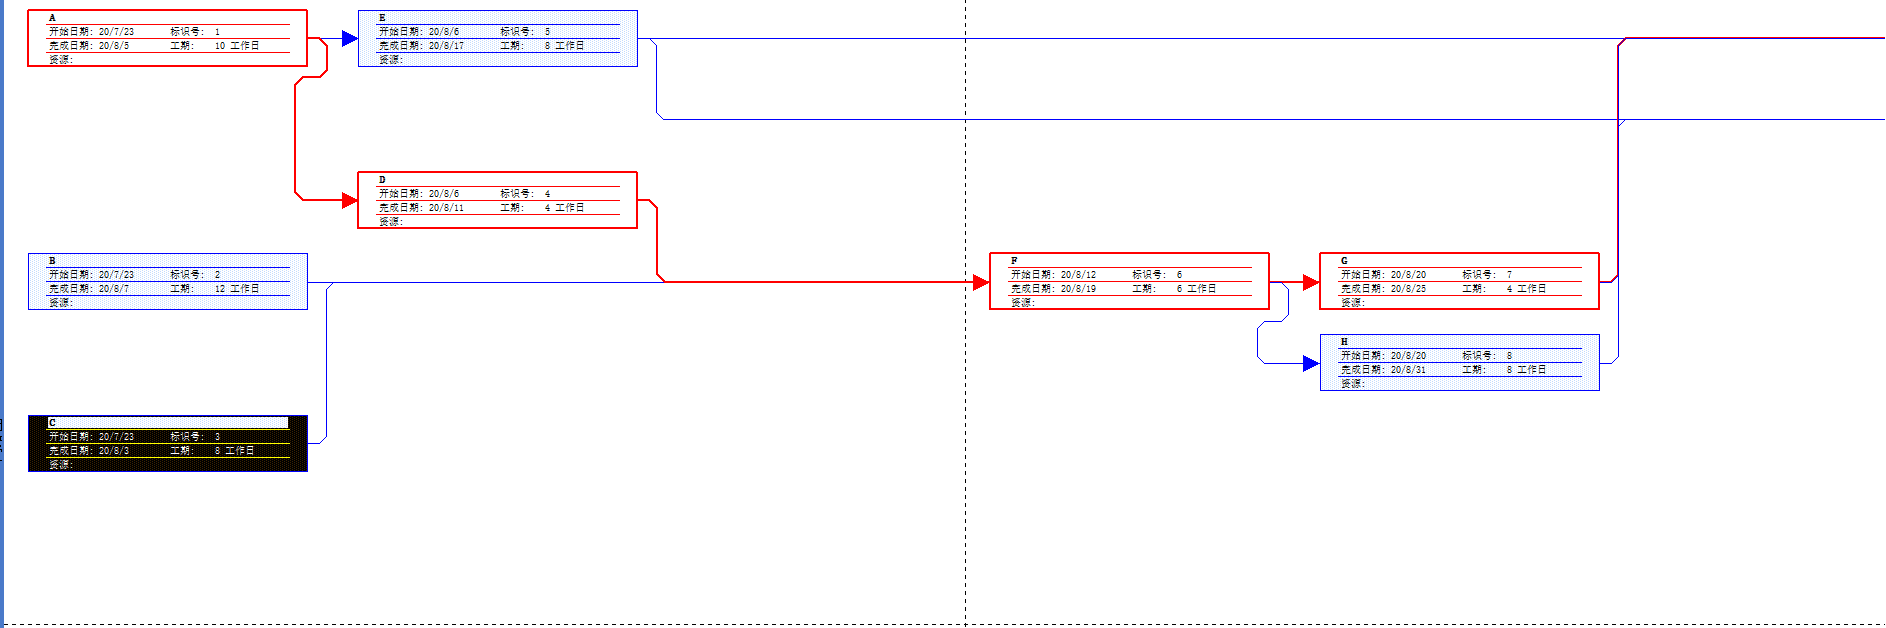 A
开始日期: 20/7/23 标识号: 1
完成日期: 20/8/5 工期: 10 工作日
资源:
E
开始日期: 20/8/6 标识号: 5
完成日期: 20/8/17 工期: 8 工作日
资源:
D
开始日期: 20/8/6 标识号: 4
完成日期: 20/8/11 工期: 4 工作日
资源:
B
开始日期: 20/7/23 标识号: 2
完成日期: 20/8/7 工期: 12 工作日
资源:
F
开始日期: 20/8/12 标识号: 6
完成日期: 20/8/19 工期: 6 工作日
资源:
G
开始日期: 20/8/20 标识号: 7
完成日期: 20/8/25 工期: 4 工作日
资源:
H
开始日期: 20/8/20 标识号: 8
完成日期: 20/8/31 工期: 8 工作日
资源:
C
开始日期: 20/7/23 标识号: 3
完成日期: 20/8/3 工期: 8 工作日
资源: